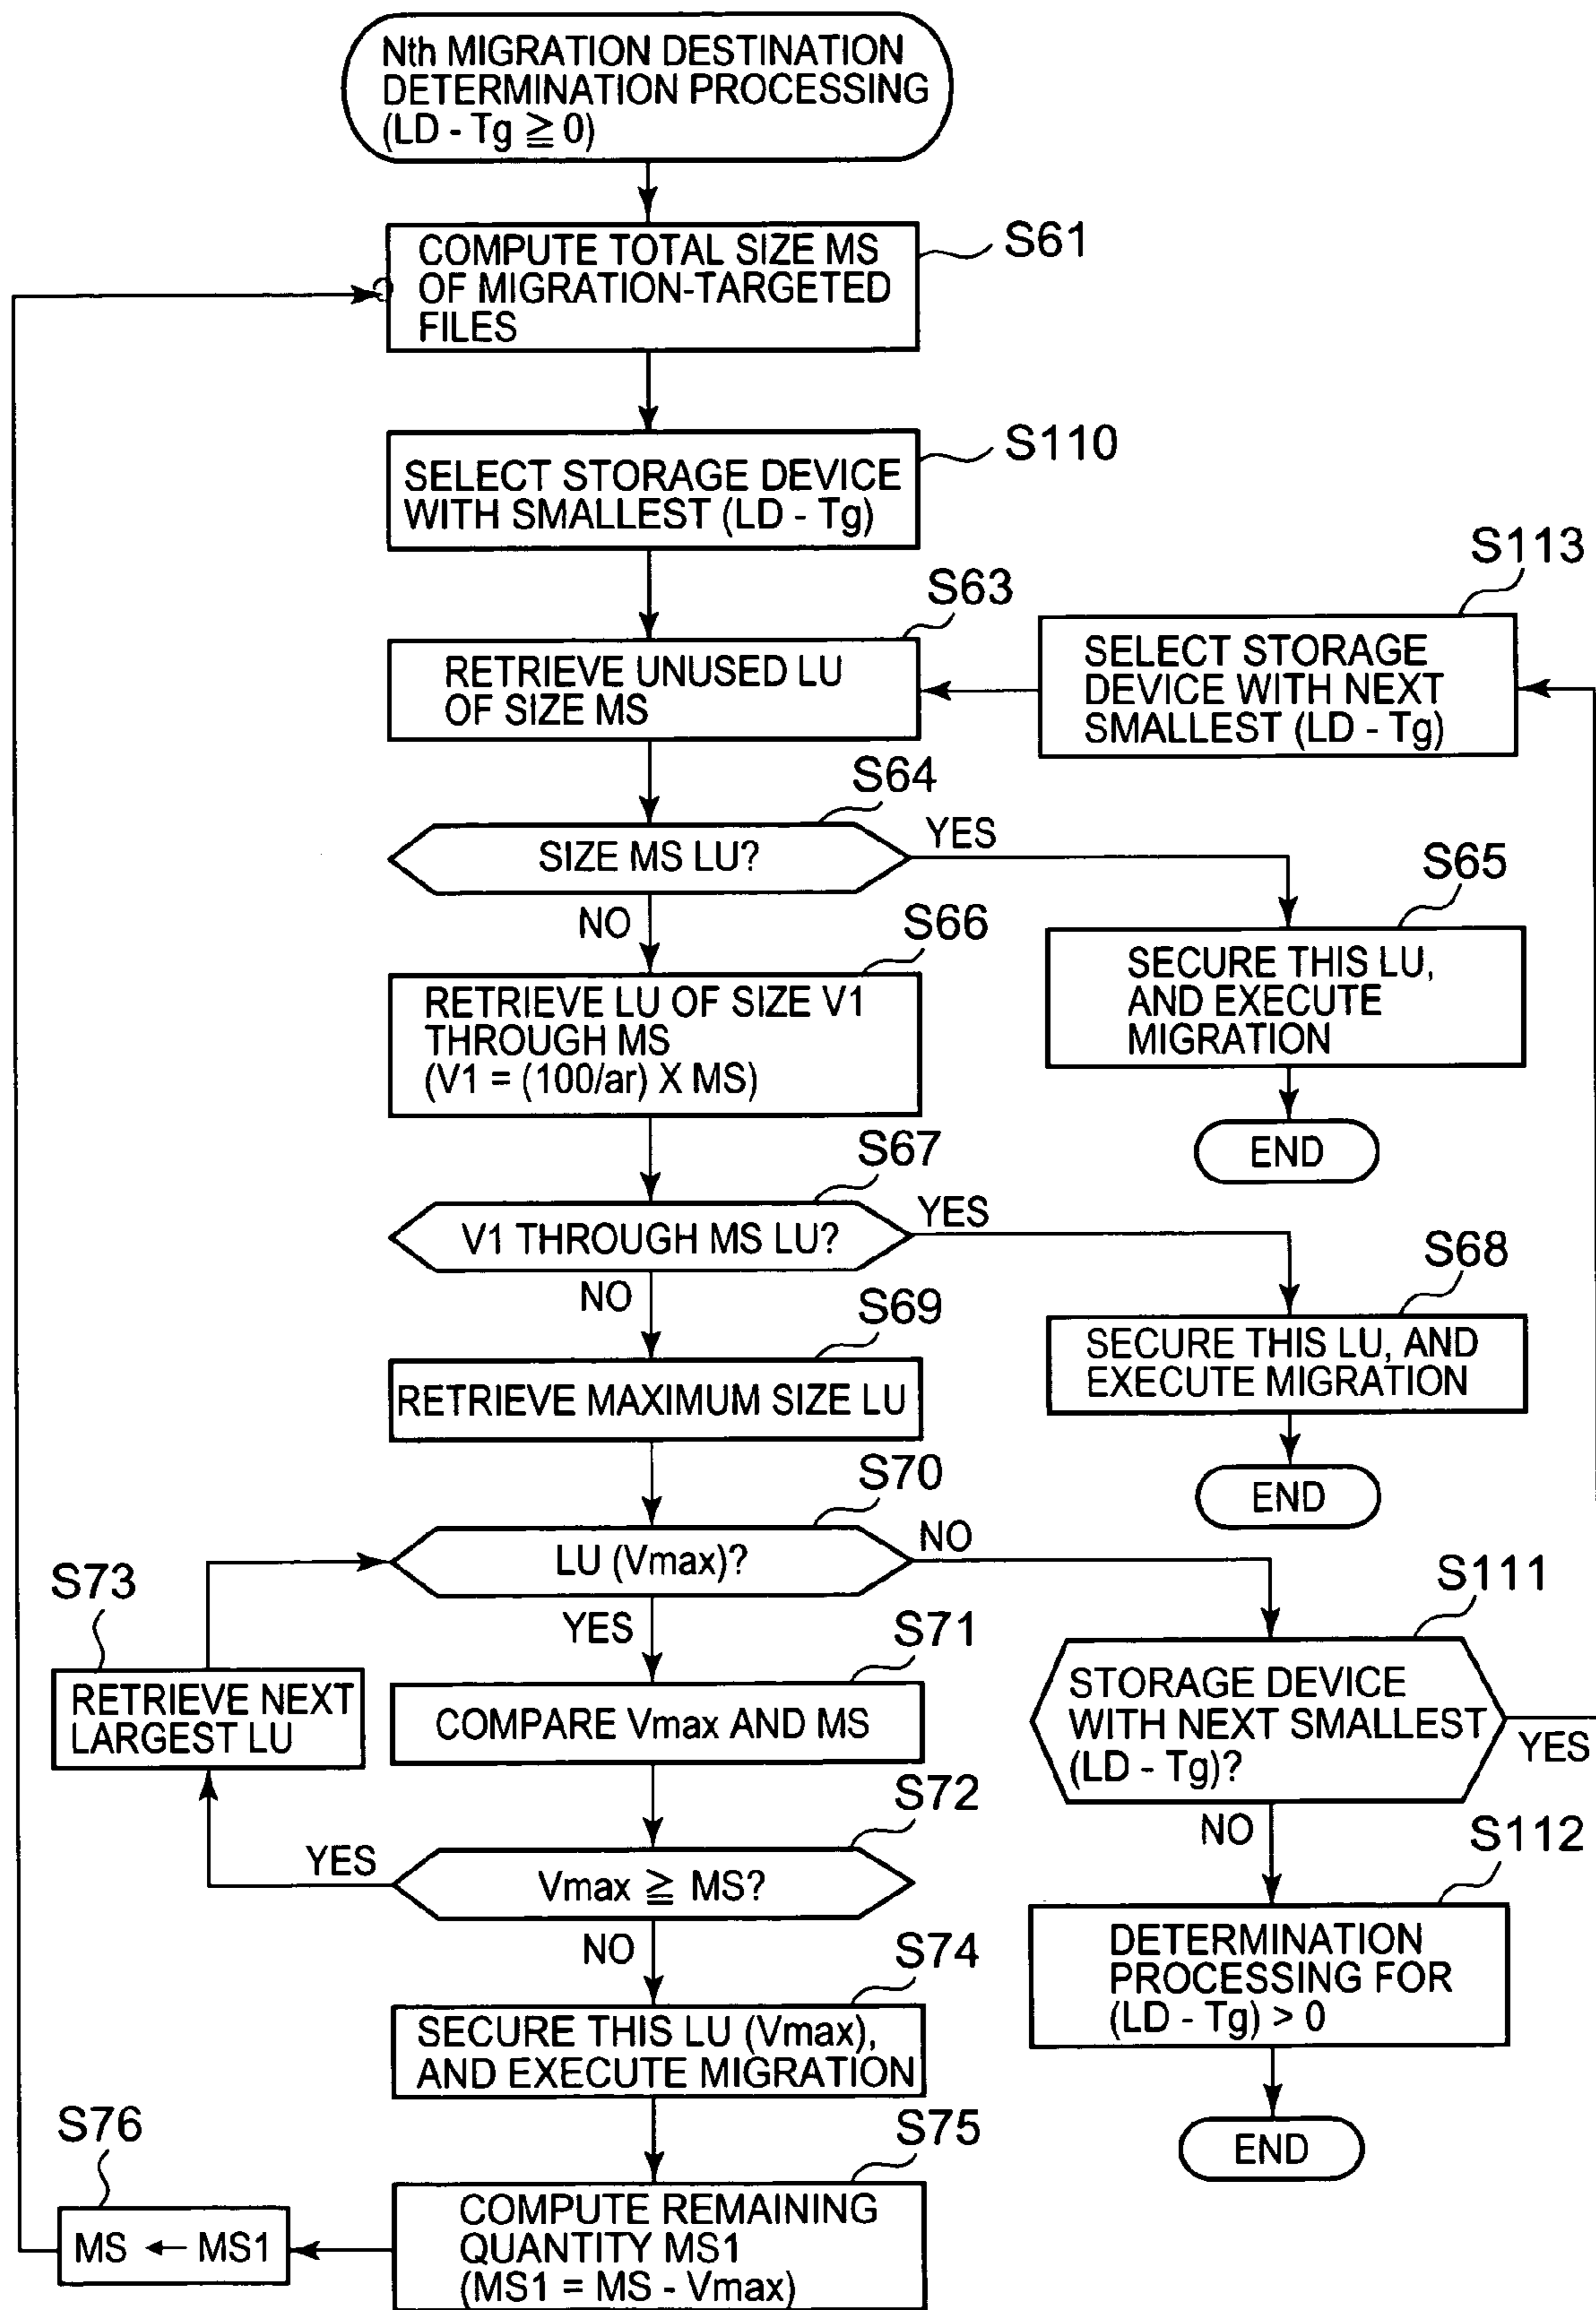 Nth MIGRATION DESTINATION
DETERMINATION PROCESSING
(LD - Tg ≧ 0)
COMPUTE TOTAL SIZE MS
OF MIGRATION-TARGETED
FILES
S61
SELECT STORAGE DEVICE
WITH SMALLEST (LD - Tg)
S110
S113
SELECT STORAGE
DEVICE WITH NEXT
SMALLEST (LD - Tg)
S63
RETRIEVE UNUSED LU
OF SIZE MS
S64
SIZE MS LU?
YES
NO
S65
SECURE THIS LU,
AND EXECUTE
MIGRATION
END
S66
RETRIEVE LU OF SIZE V1
THROUGH MS
(V1 = (100/ar) X MS)
S67
V1 THROUGH MS LU?
YES
NO
S68
SECURE THIS LU, AND
EXECUTE MIGRATION
END
S69
RETRIEVE MAXIMUM SIZE LU
S70
LU (Vmax)?
NO
YES
S73
RETRIEVE NEXT
LARGEST LU
S71
COMPARE Vmax AND MS
S111
STORAGE DEVICE
WITH NEXT SMALLEST
(LD - Tg)?
YES
NO
S72
Vmax ≧ MS?
YES
NO
S112
DETERMINATION
PROCESSING FOR
(LD - Tg) > 0
END
S74
SECURE THIS LU (Vmax),
AND EXECUTE MIGRATION
S75
COMPUTE REMAINING
QUANTITY MS1
(MS1 = MS - Vmax)
S76
MS ← MS1